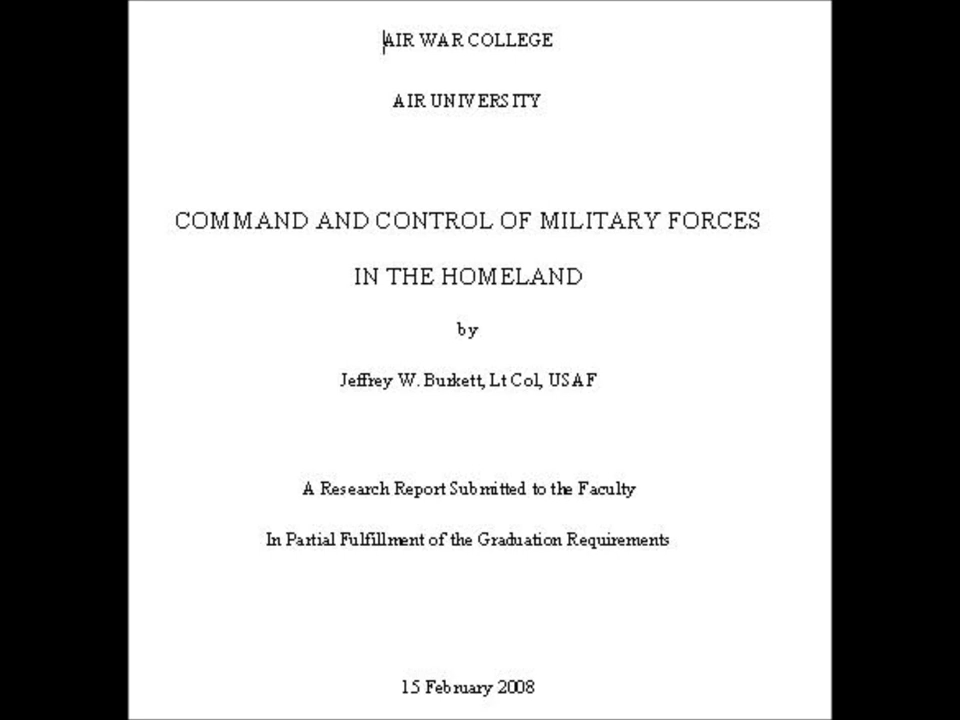 AIR WAR COLLEGE
AIR UNIVERSITY
COMMAND AND CONTROL OF MILITARY FORCES
IN THE HOMELAND
by
Jeffrey W. Burkett, Lt Col, USAF
A Research Report Submitted to the Faculty
In Partial Fulfillment of the Graduation Requirements
15 February 2008